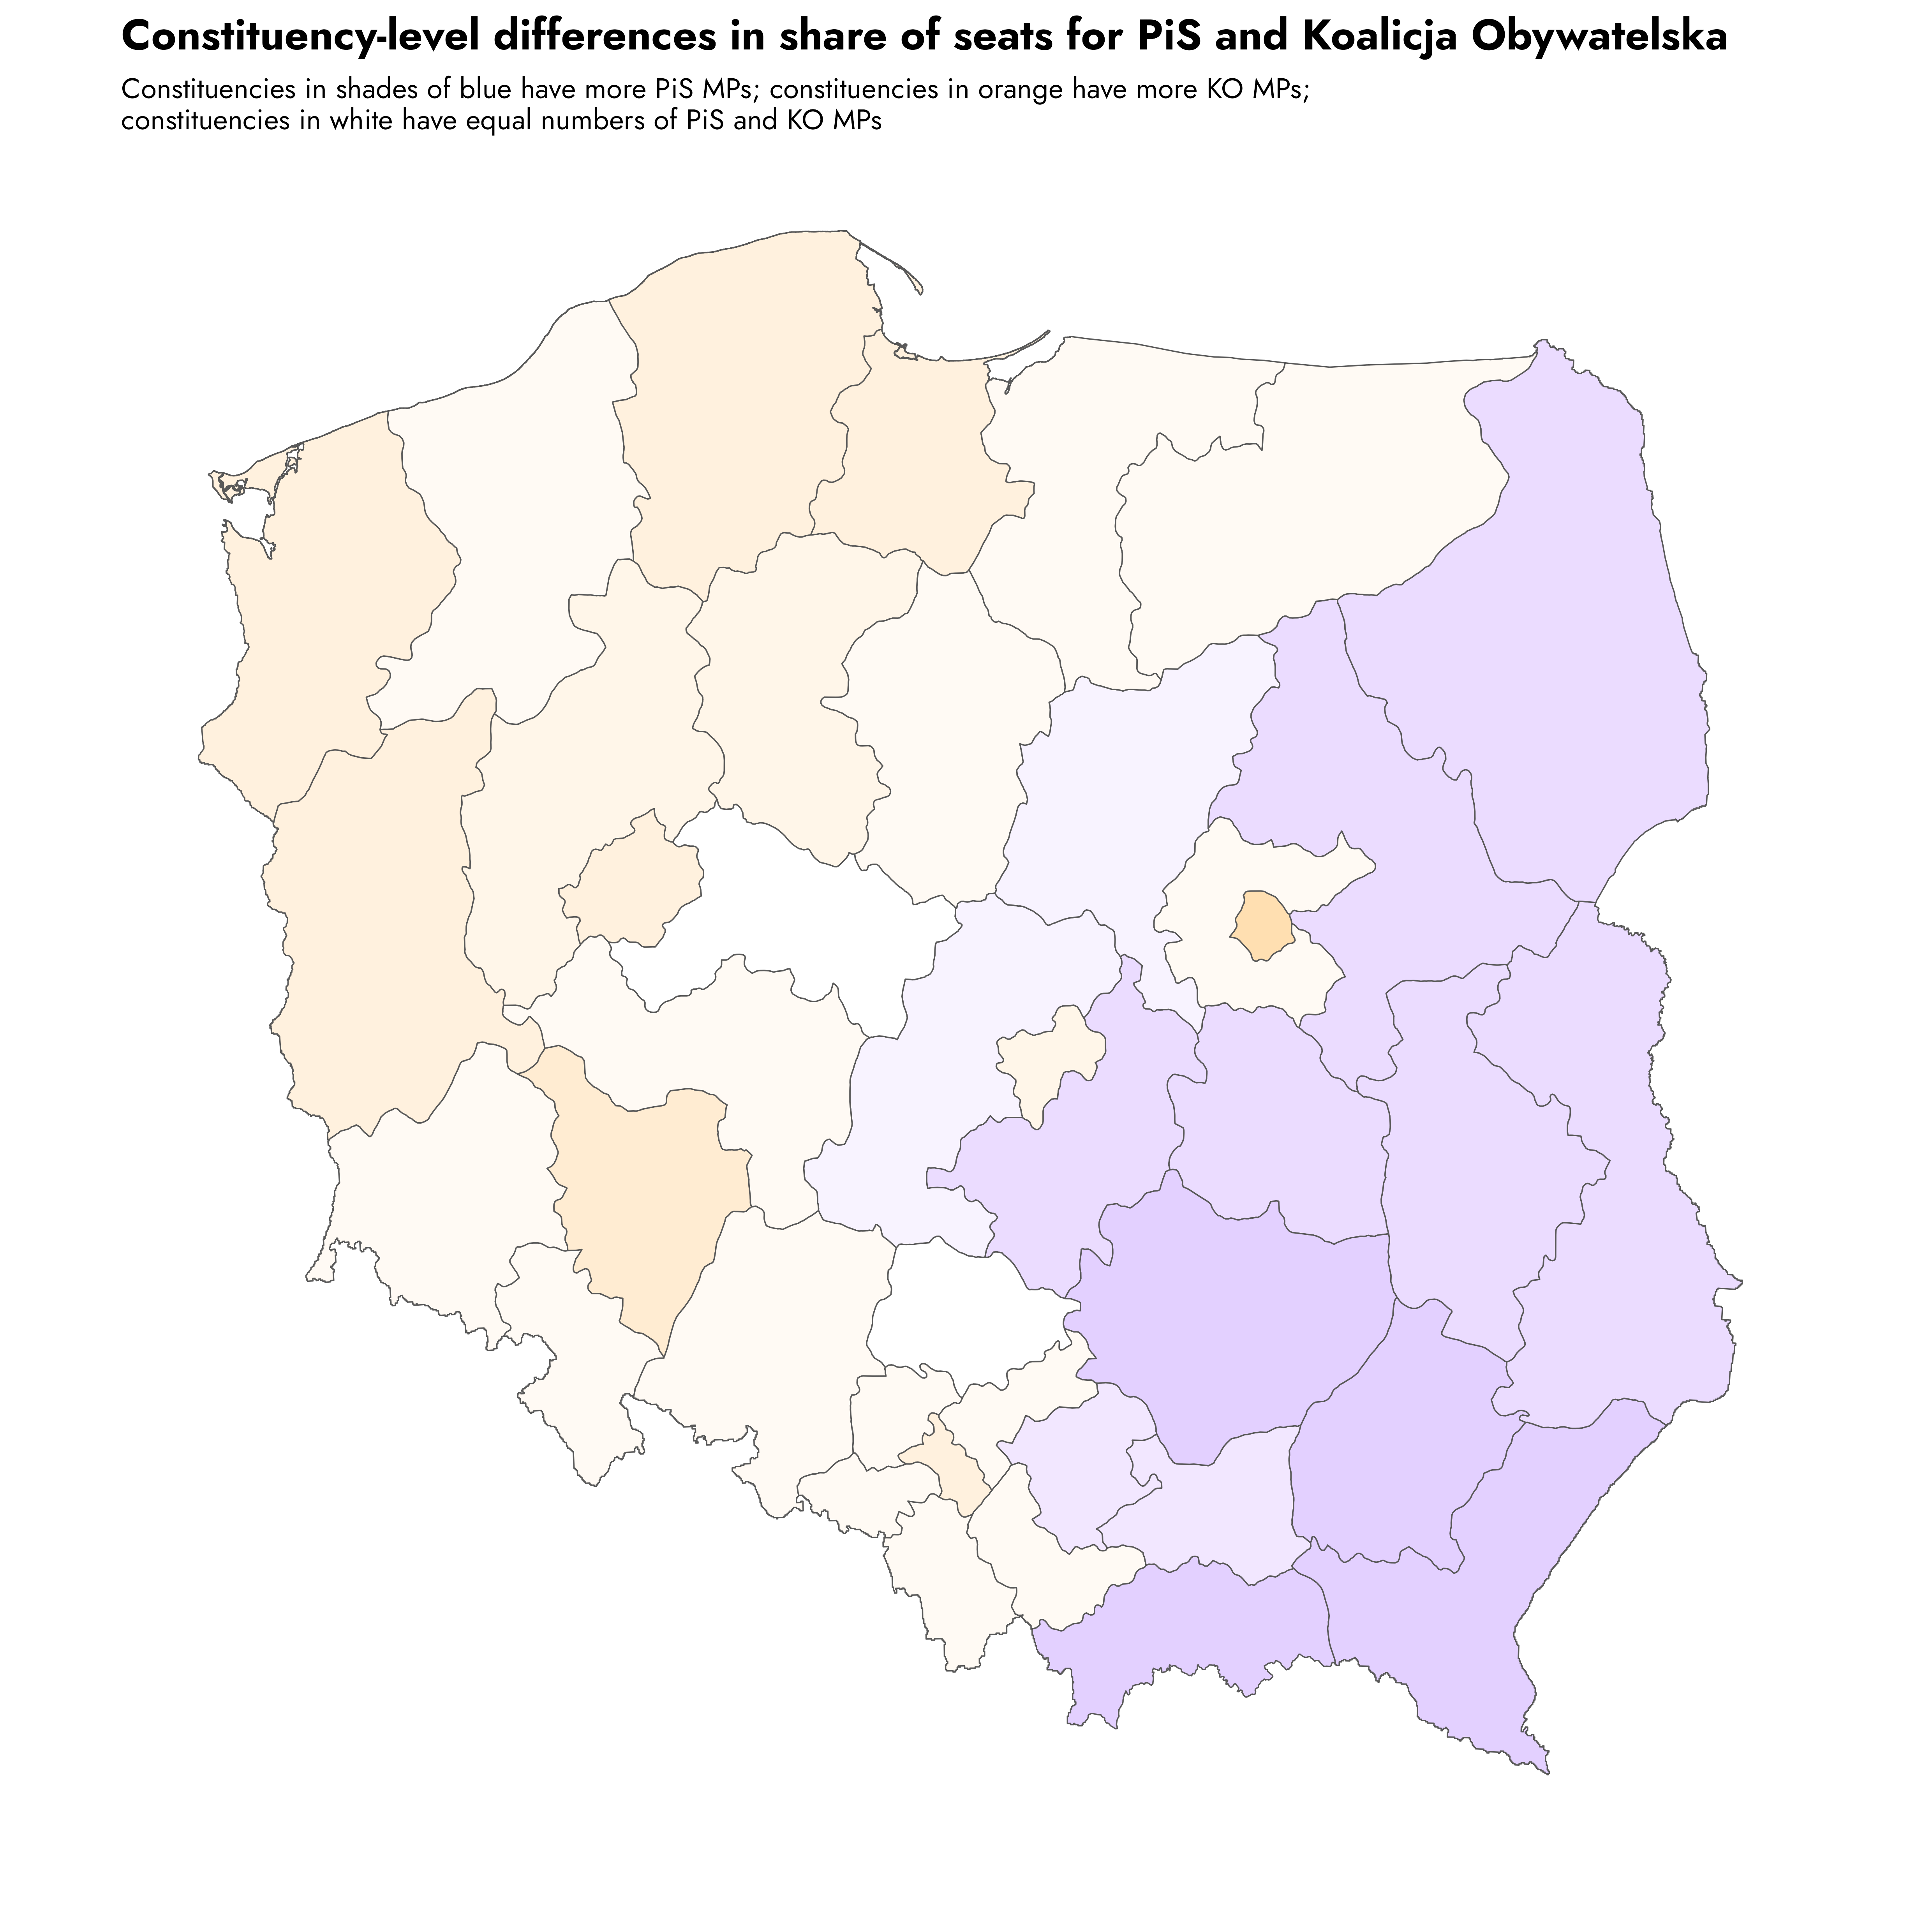 Constituency-level differences in share of seats for PiS and Koalicja Obywatelska
Constituencies in shades of blue have more PiS MPs; constituencies in orange have more KO MPs;
constituencies in white have equal numbers of PiS and KO MPs